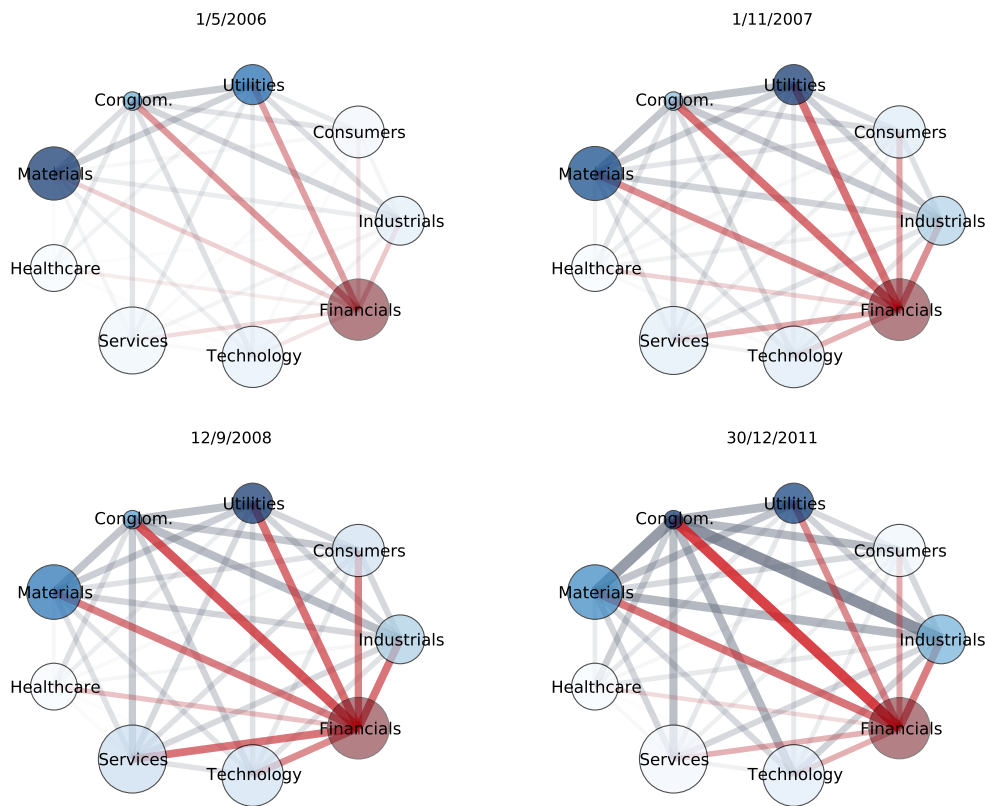 1/5/2006
Utilities
Conglom.
Consumers
Materials
Industrials
Healthcare
Financials
Services
Technology
1/11/2007
Utilities
Conglom.
Consumers
Materials
Industrials
Healthcare
Financials
Services
Technology
12/9/2008
Utilities
Conglom.
Consumers
Materials
Industrials
Healthcare
Financials
Services
Technology
30/12/2011
Utilities
Conglom.
Consumers
Materials
Industrials
Healthcare
Financials
Services
Technology